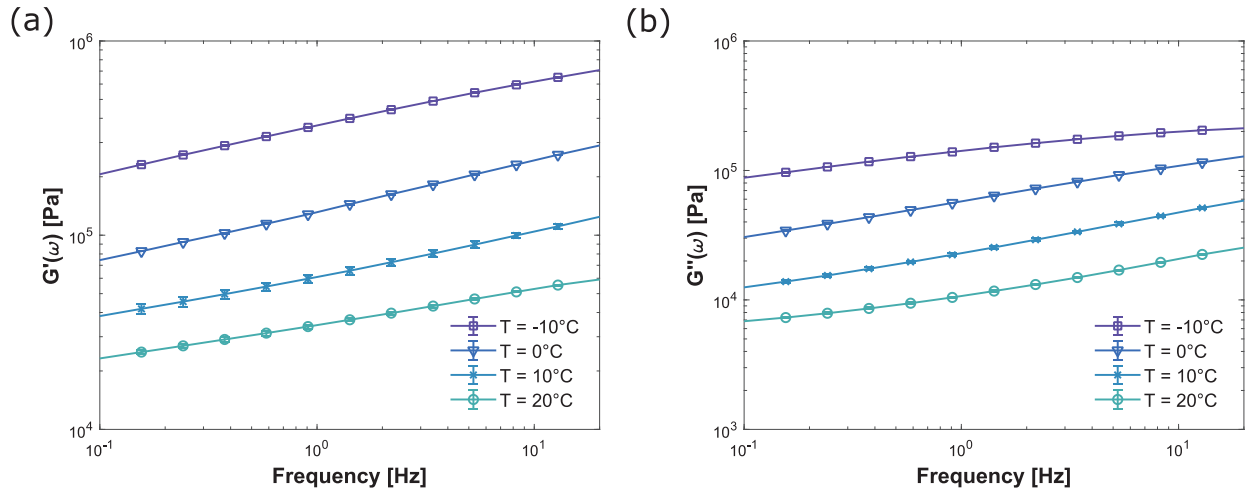 (a)
10^6
10^5
10^4
G'(ω) [Pa]
T = -10°C
T = 0°C
T = 10°C
T = 20°C
10^-1
10^0
10^1
Frequency [Hz]
(b)
10^6
10^5
10^4
10^3
G''(ω) [Pa]
T = -10°C
T = 0°C
T = 10°C
T = 20°C
10^-1
10^0
10^1
Frequency [Hz]